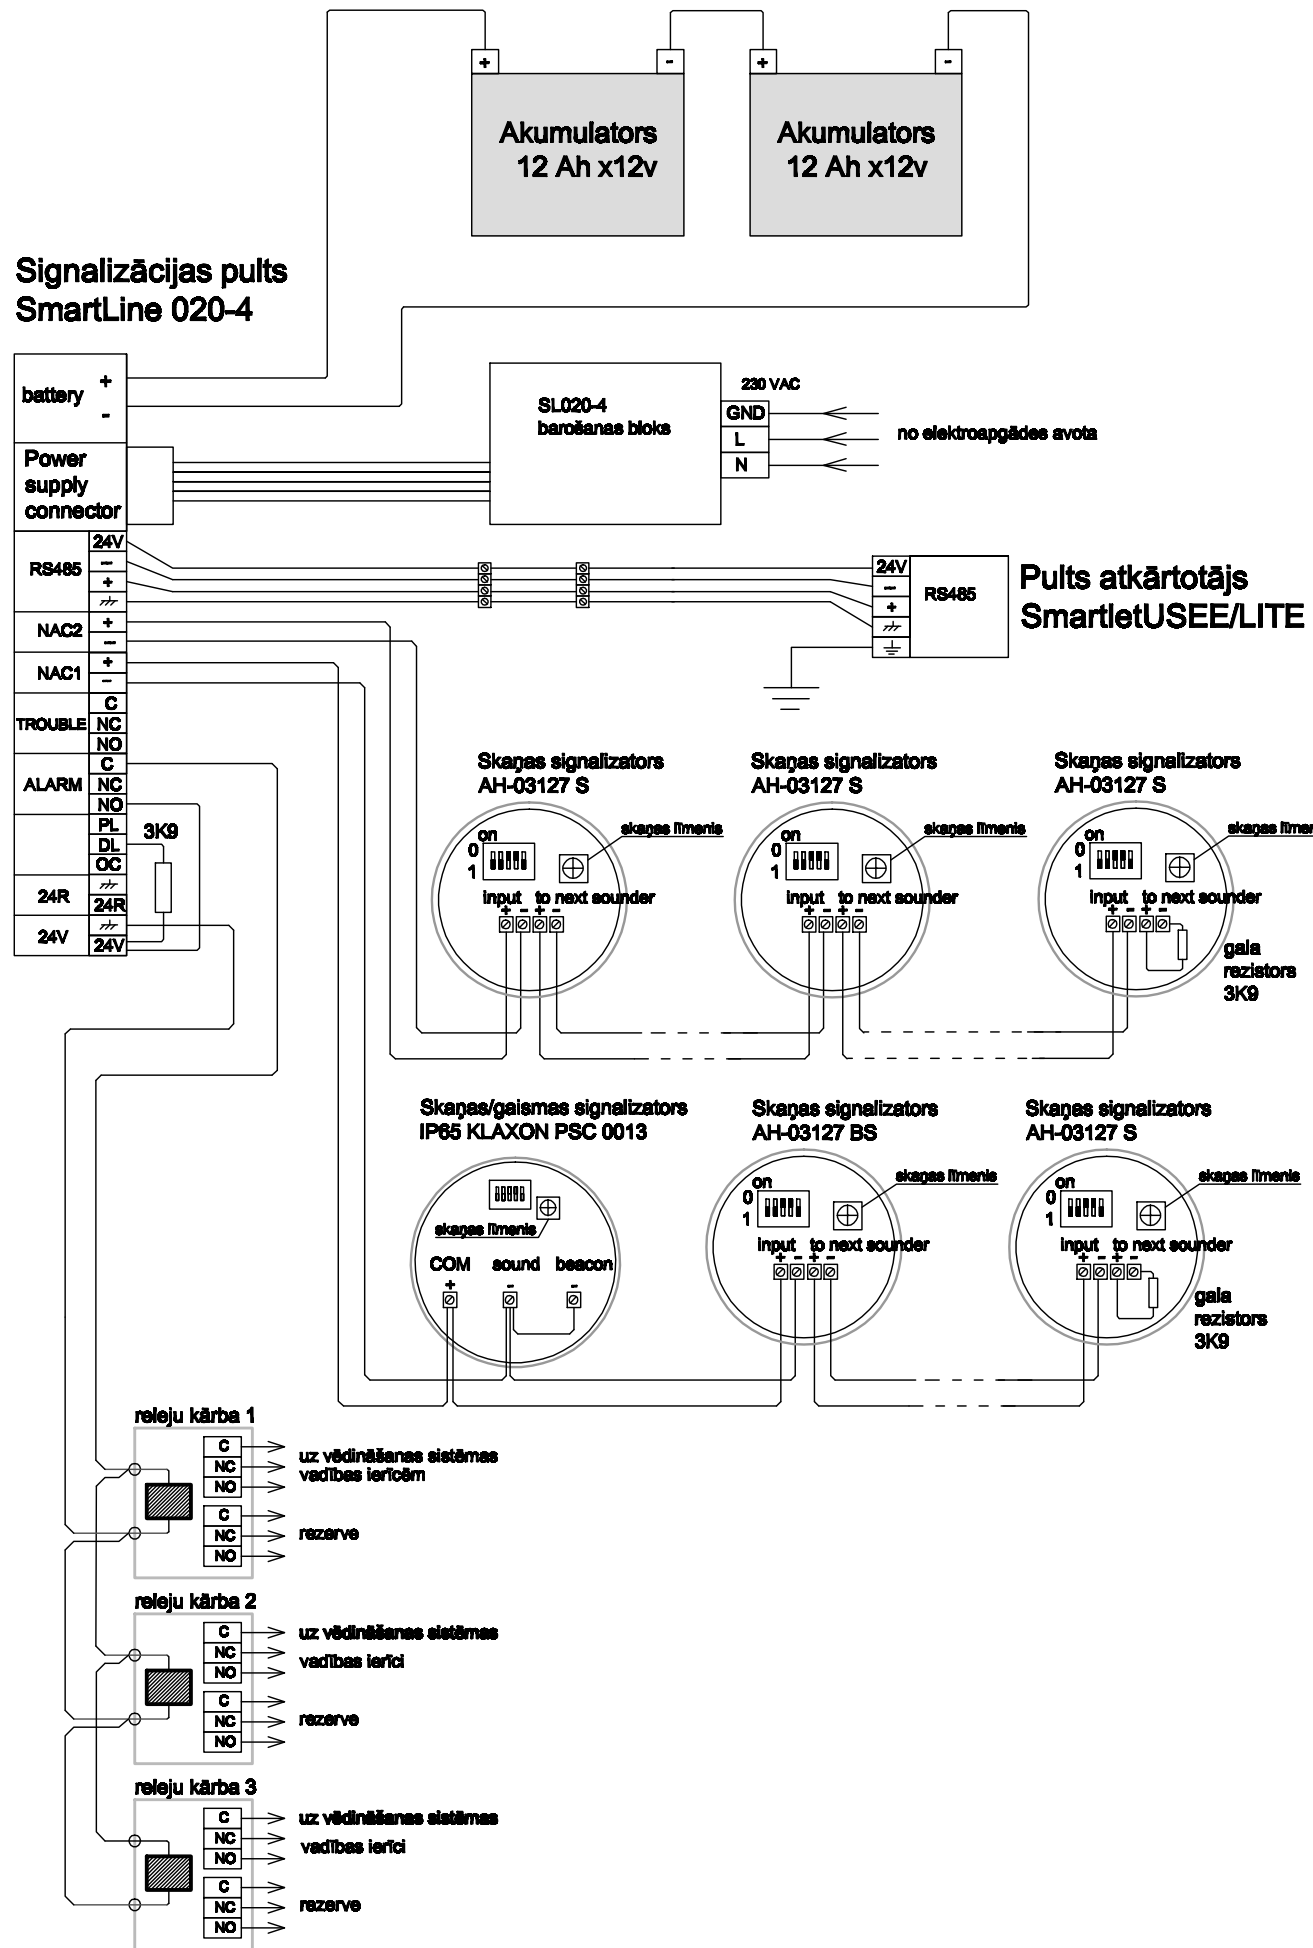 +
-
+
-
Akumulators
12 Ah x12v
Akumulators
12 Ah x12v
Signalizācijas pults
SmartLine 020-4
battery
+
-
Power
supply
connector
RS485
24V
-
+
NAC2
+
-
NAC1
+
-
TROUBLE
C
NC
NO
ALARM
C
NC
NO
PL
DL
OC
24R
24R
24V
24V
3K9
SL020-4
barošanas bloks
230 VAC
GND
L
N
no elektroapgādes avota
24V
-
+
RS485
Pults atkārtotājs
SmartletUSEE/LITE
Skaņas signalizators
AH-03127 S
on
0
1
skaņas līmenis
input to next sounder
+ - + -
Skaņas signalizators
AH-03127 S
on
0
1
skaņas līmenis
input to next sounder
+ - + -
Skaņas signalizators
AH-03127 S
on
0
1
skaņas līmen
input to next sounder
+ - + -
gala
rezistors
3K9
Skaņas/gaismas signalizators
IP65 KLAXON PSC 0013
skaņas līmenis
COM sound beacon
+ - -
Skaņas signalizators
AH-03127 BS
on
0
1
skaņas līmenis
input to next sounder
+ - + -
Skaņas signalizators
AH-03127 S
on
0
1
skaņas līmenis
input to next sounder
+ - + -
gala
rezistors
3K9
releju kārba 1
C
NC
NO
uz vēdināšanas sistēmas
vadības ierīcēm
C
NC
NO
rezerve
releju kārba 2
C
NC
NO
uz vēdināšanas sistēmas
vadības ierīci
C
NC
NO
rezerve
releju kārba 3
C
NC
NO
uz vēdināšanas sistēmas
vadības ierīci
C
NC
NO
rezerve